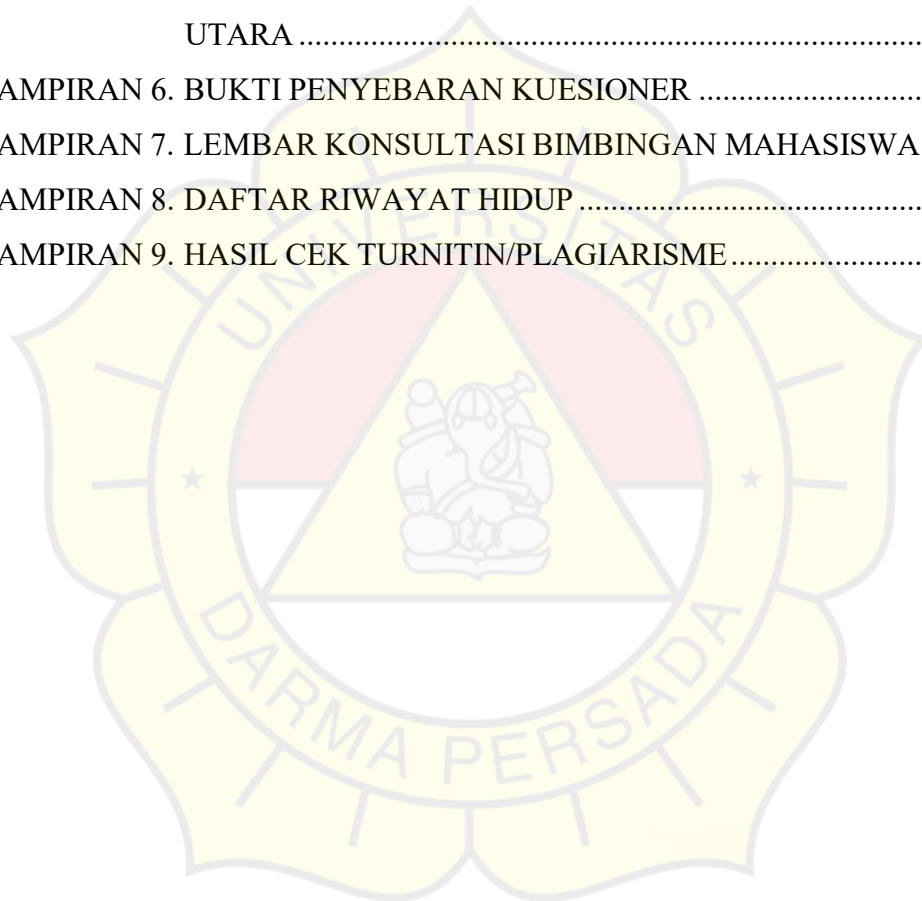 UTARA ........................................................................
AMPIRAN 6. BUKTI PENYEBARAN KUESIONER ............................
AMPIRAN 7. LEMBAR KONSULTASI BIMBINGAN MAHASISWA
AMPIRAN 8. DAFTAR RIWAYAT HIDUP ...........................................
AMPIRAN 9. HASIL CEK TURNITIN/PLAGIARISME ........................
UNIVERSITAS
DARMA PERSADA